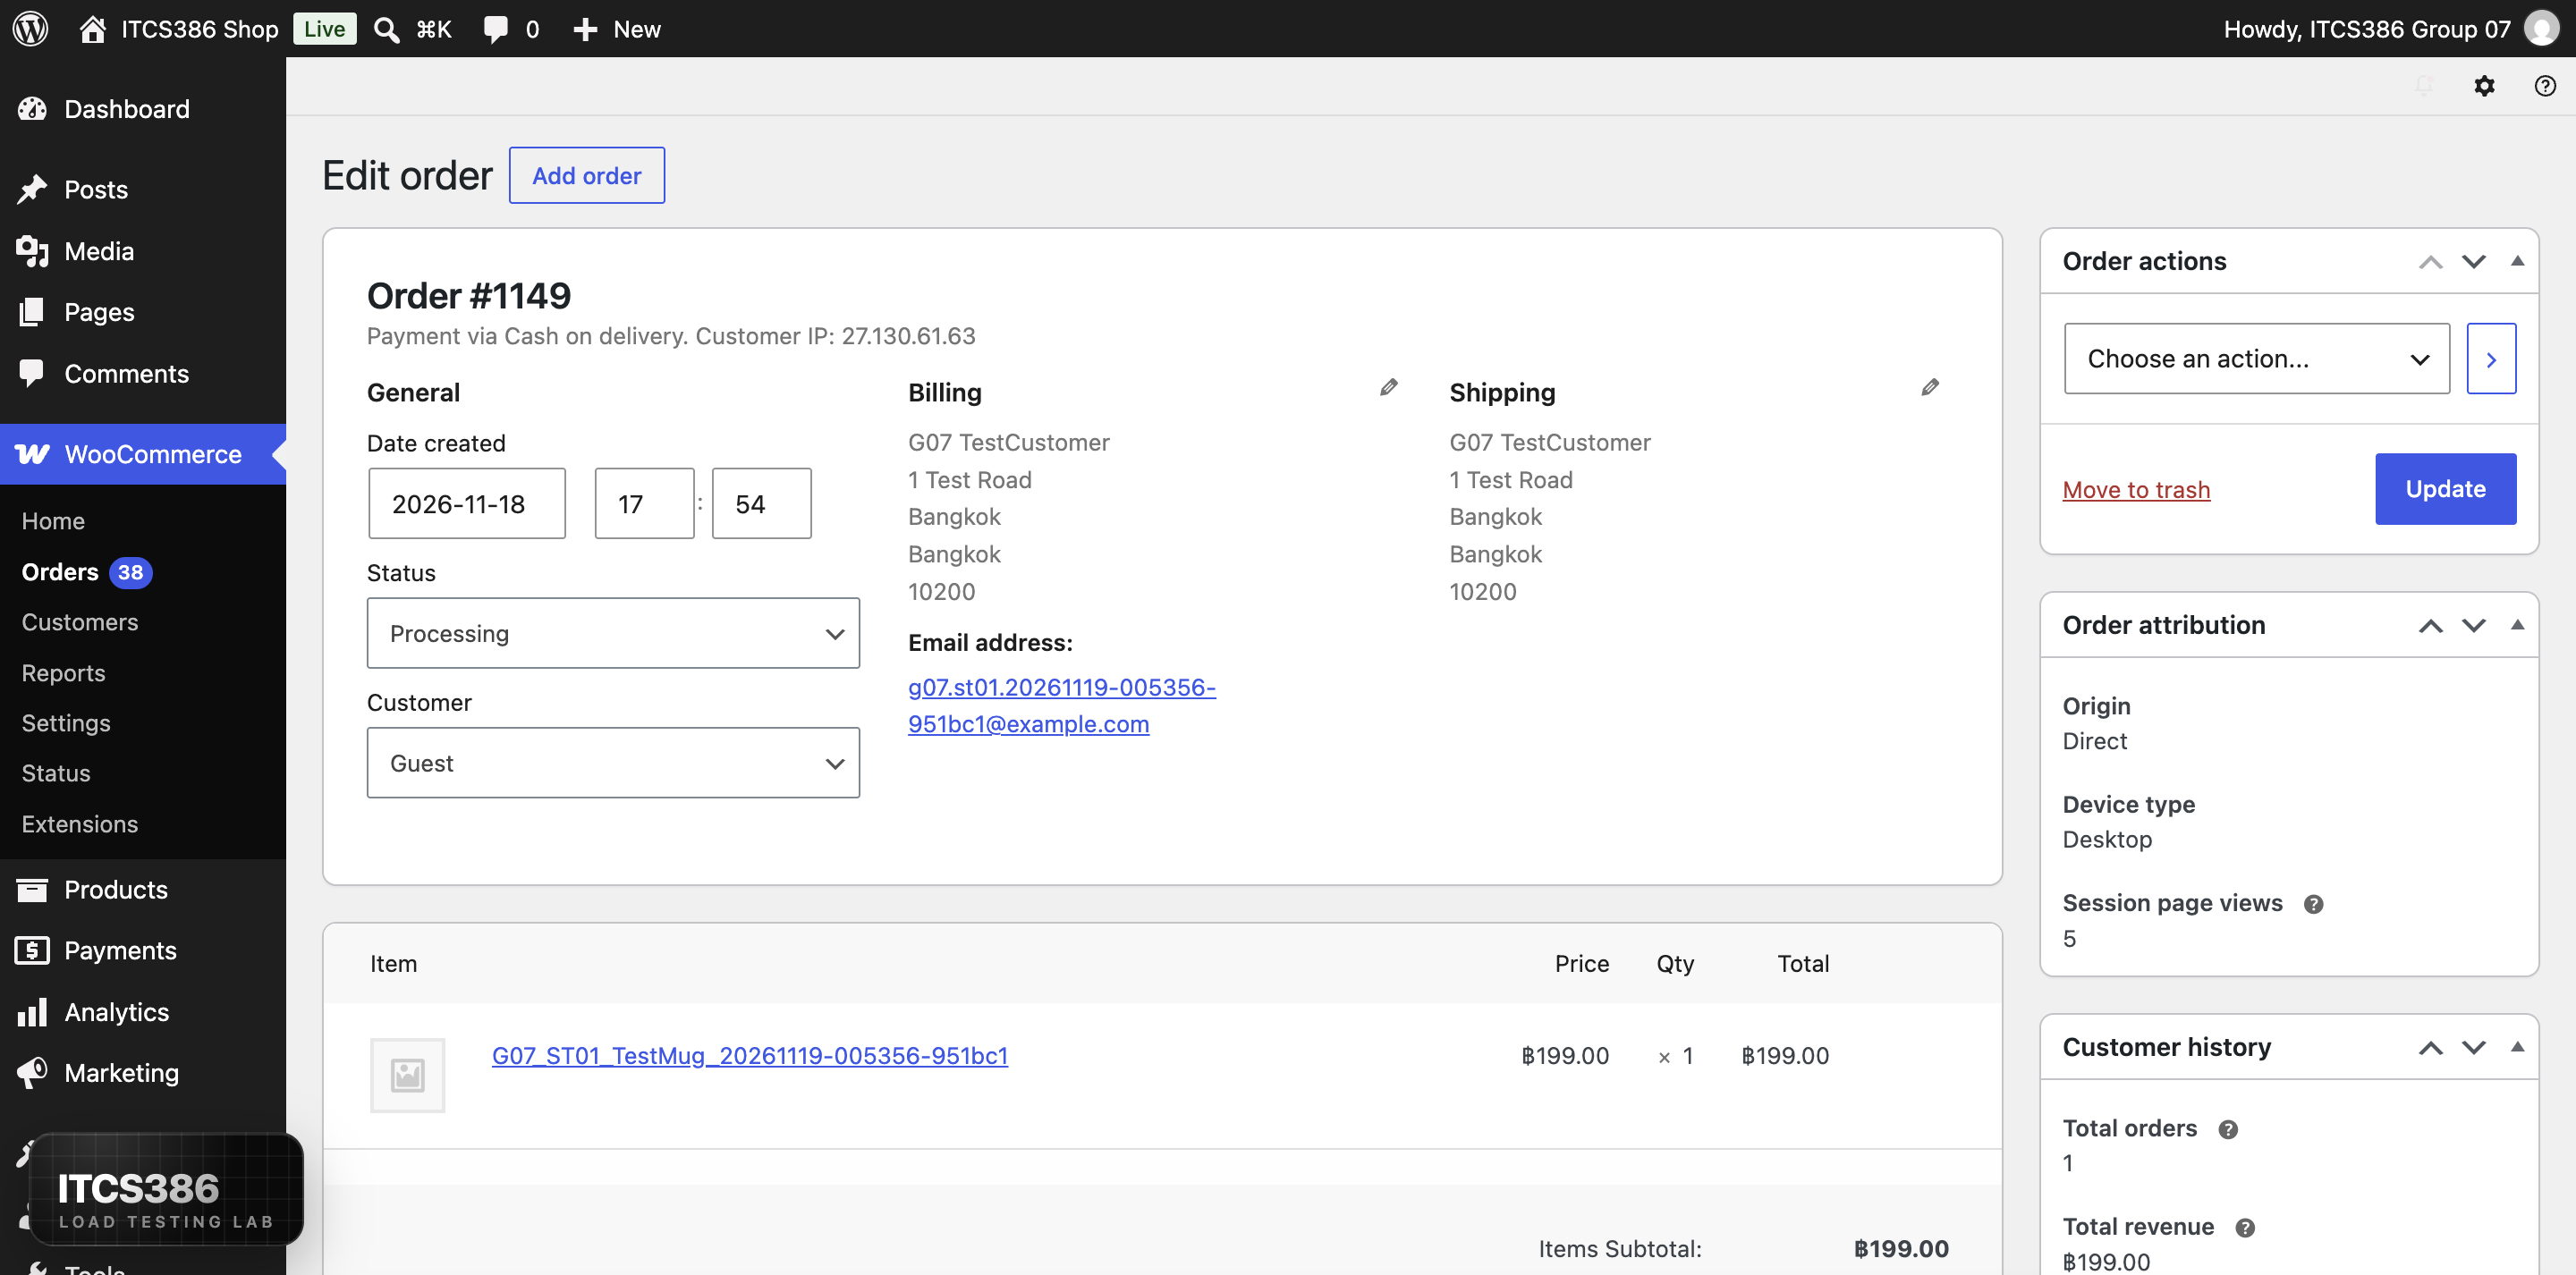 ITCS386 Shop Live ⌘K 0 New
Howdy, ITCS386 Group 07
Dashboard
Posts
Media
Pages
Comments
WooCommerce
Home
Orders 38
Customers
Reports
Settings
Status
Extensions
Products
Payments
Analytics
Marketing
ITCS386
LOAD TESTING LAB
Edit order
Add order
Order #1149
Payment via Cash on delivery. Customer IP: 27.130.61.63
General
Date created
2026-11-18 17 : 54
Status
Processing
Customer
Guest
Billing
G07 TestCustomer
1 Test Road
Bangkok
Bangkok
10200
Email address:
g07.st01.20261119-005356-
951bc1@example.com
Shipping
G07 TestCustomer
1 Test Road
Bangkok
Bangkok
10200
Item Price Qty Total
G07_ST01_TestMug_20261119-005356-951bc1 ฿199.00 × 1 ฿199.00
Items Subtotal: ฿199.00
Order actions
Choose an action...
Move to trash
Update
Order attribution
Origin
Direct
Device type
Desktop
Session page views
5
Customer history
Total orders
1
Total revenue
฿199.00